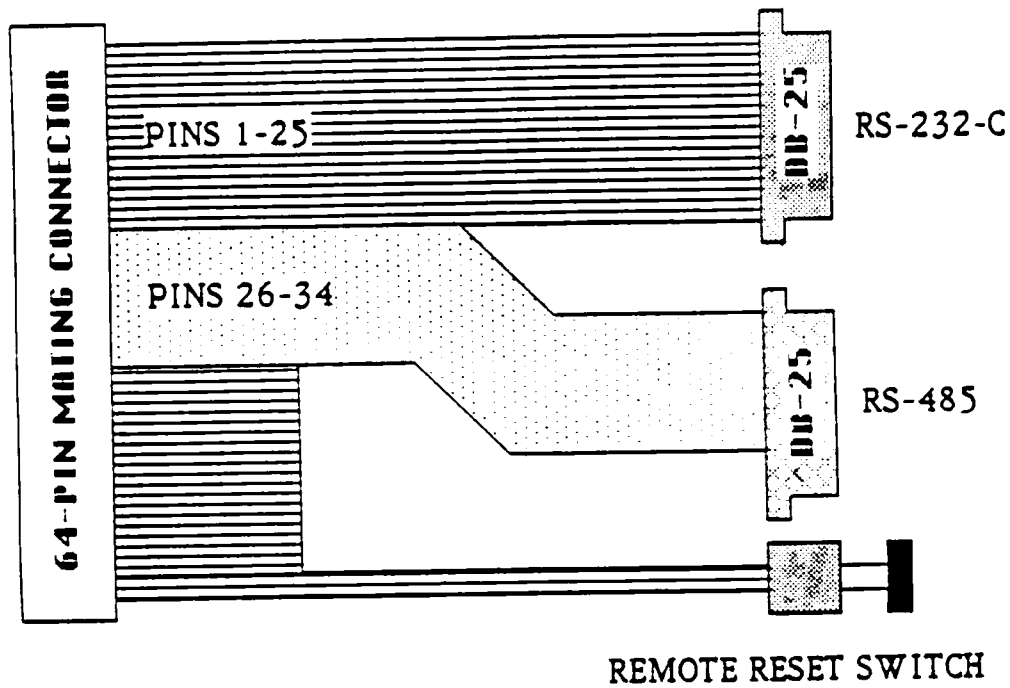 64-PIN MATING CONNECTOR
PINS 1-25
DB-25
RS-232-C
PINS 26-34
DB-25
RS-485
REMOTE RESET SWITCH